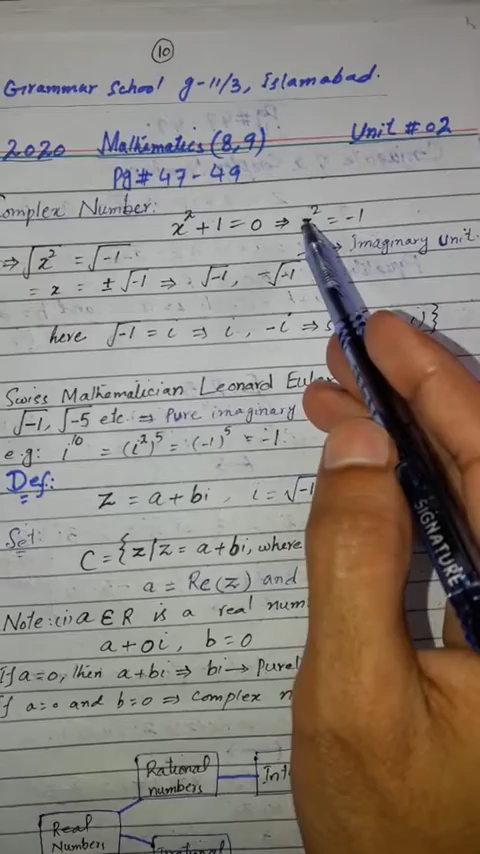 10
Grammar School G-11/3, Islamabad.
2020 Mathematics (8,9) Unit # 02
Pg# 47 - 49
Complex Number:
x² + 1 = 0 ⇒ x² = -1
⇒ √x² = √-1 → Imaginary Unit.
= x = ± √-1 ⇒ √-1, -√-1
here √-1 = i ⇒ i, -i ⇒ i)}
Swiss Mathematician Leonard Euler
√-1, √-5 etc ⇒ Pure imaginary
e.g: i¹⁰ = (i²)⁵ = (-1)⁵ = -1.
Def:
Z = a + bi, i = √-1
Set:
C = {z/z = a + bi, where
a = Re(z) and
Note: (i) a ∈ R is a real num
a + 0i, b = 0
If a=0, then a+bi ⇒ bi → Purel
If a=0 and b=0 ⇒ Complex n
Rational
numbers
Int
Real
Numbers
SIGNATURE